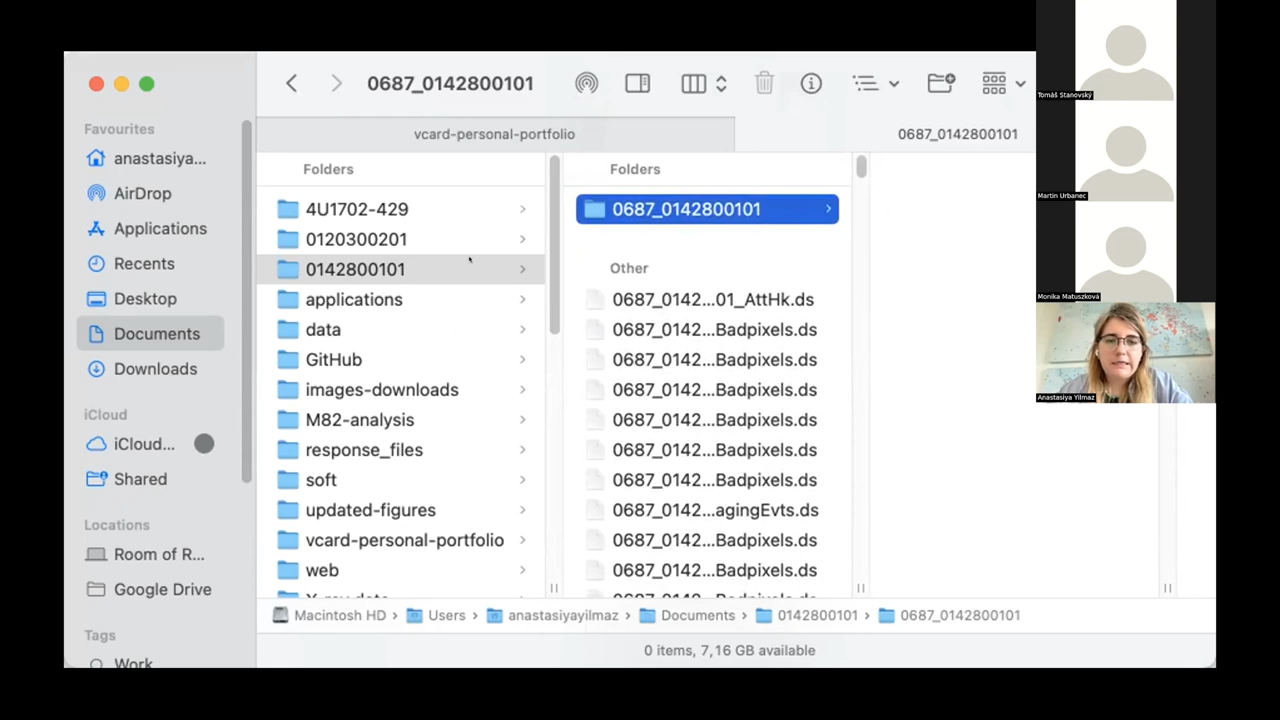 0687_0142800101
vcard-personal-portfolio
0687_0142800101
Favourites
anastasiya...
AirDrop
Applications
Recents
Desktop
Documents
Downloads
iCloud
iCloud...
Shared
Locations
Room of R...
Google Drive
Tags
Work
Folders
4U1702-429
0120300201
0142800101
applications
data
GitHub
images-downloads
M82-analysis
response_files
soft
updated-figures
vcard-personal-portfolio
web
Folders
0687_0142800101
Other
0687_0142...01_AttHk.ds
0687_0142...Badpixels.ds
0687_0142...Badpixels.ds
0687_0142...Badpixels.ds
0687_0142...Badpixels.ds
0687_0142...Badpixels.ds
0687_0142...Badpixels.ds
0687_0142...agingEvts.ds
0687_0142...Badpixels.ds
0687_0142...Badpixels.ds
Macintosh HD > Users > anastasiyayilmaz > Documents > 0142800101 > 0687_0142800101
0 items, 7,16 GB available
Tomáš Stanovský
Martin Urbanec
Monika Matuszková
Anastasiya Yilmaz